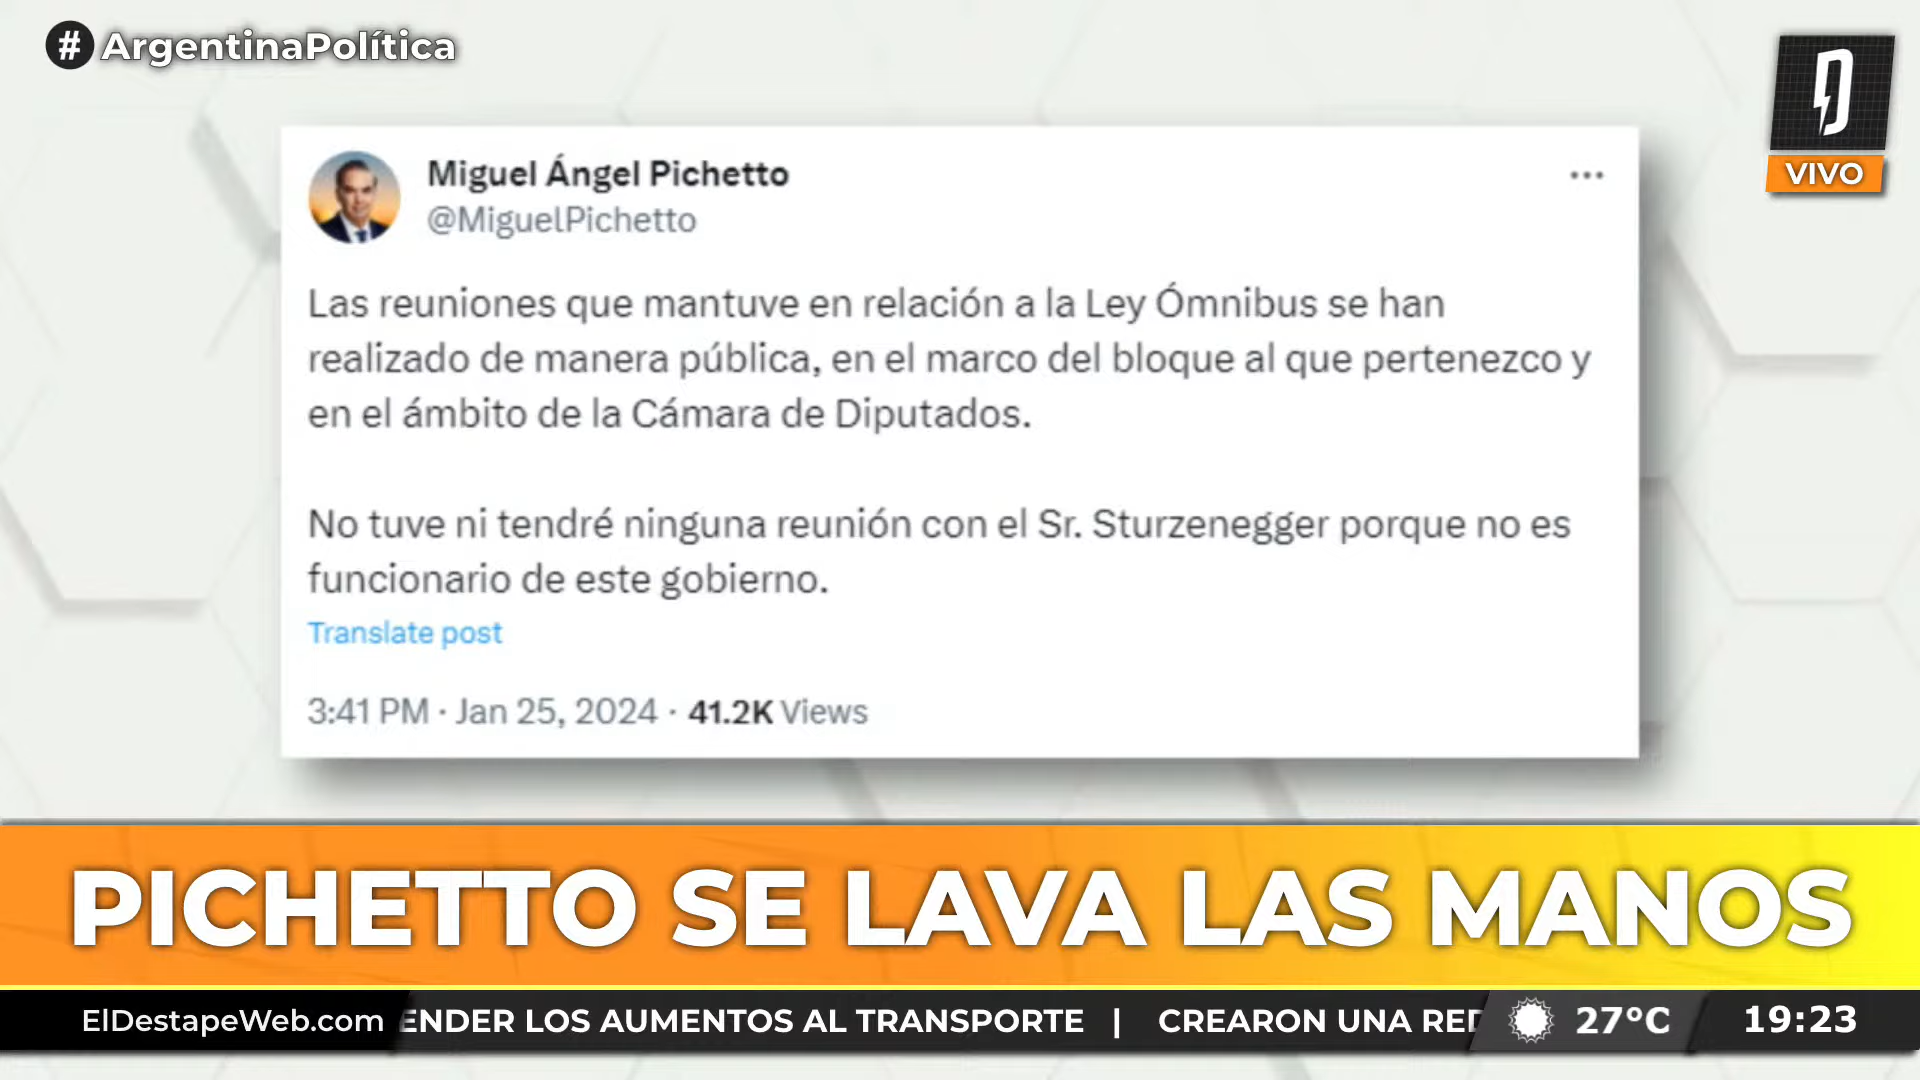 # ArgentinaPolítica
VIVO
Miguel Ángel Pichetto
@MiguelPichetto
Las reuniones que mantuve en relación a la Ley Ómnibus se han
realizado de manera pública, en el marco del bloque al que pertenezco y
en el ámbito de la Cámara de Diputados.
No tuve ni tendré ninguna reunión con el Sr. Sturzenegger porque no es
funcionario de este gobierno.
Translate post
3:41 PM · Jan 25, 2024 · 41.2K Views
PICHETTO SE LAVA LAS MANOS
ElDestapeWeb.com ENDER LOS AUMENTOS AL TRANSPORTE | CREARON UNA RED 27°C 19:23